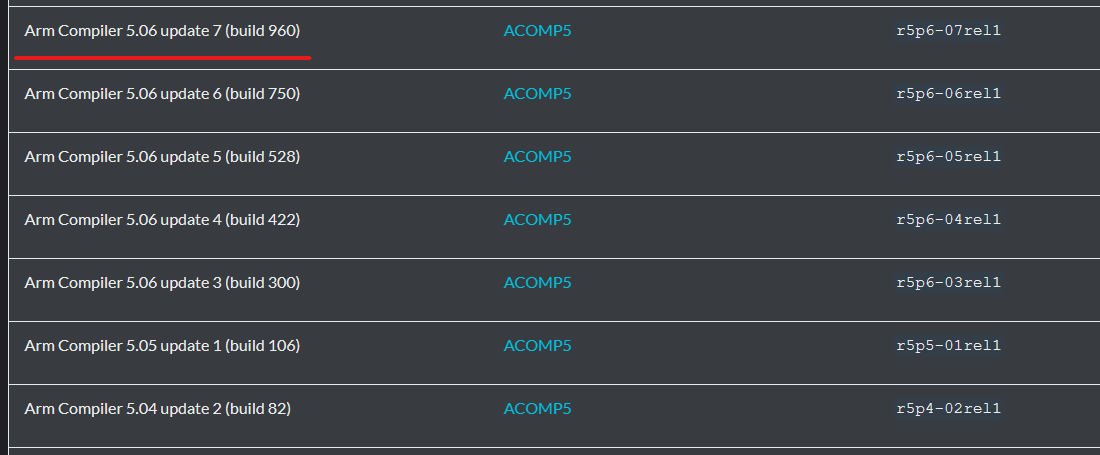 Arm Compiler 5.06 update 7 (build 960) ACOMP5 r5p6-07rel1
Arm Compiler 5.06 update 6 (build 750) ACOMP5 r5p6-06rel1
Arm Compiler 5.06 update 5 (build 528) ACOMP5 r5p6-05rel1
Arm Compiler 5.06 update 4 (build 422) ACOMP5 r5p6-04rel1
Arm Compiler 5.06 update 3 (build 300) ACOMP5 r5p6-03rel1
Arm Compiler 5.05 update 1 (build 106) ACOMP5 r5p5-01rel1
Arm Compiler 5.04 update 2 (build 82) ACOMP5 r5p4-02rel1